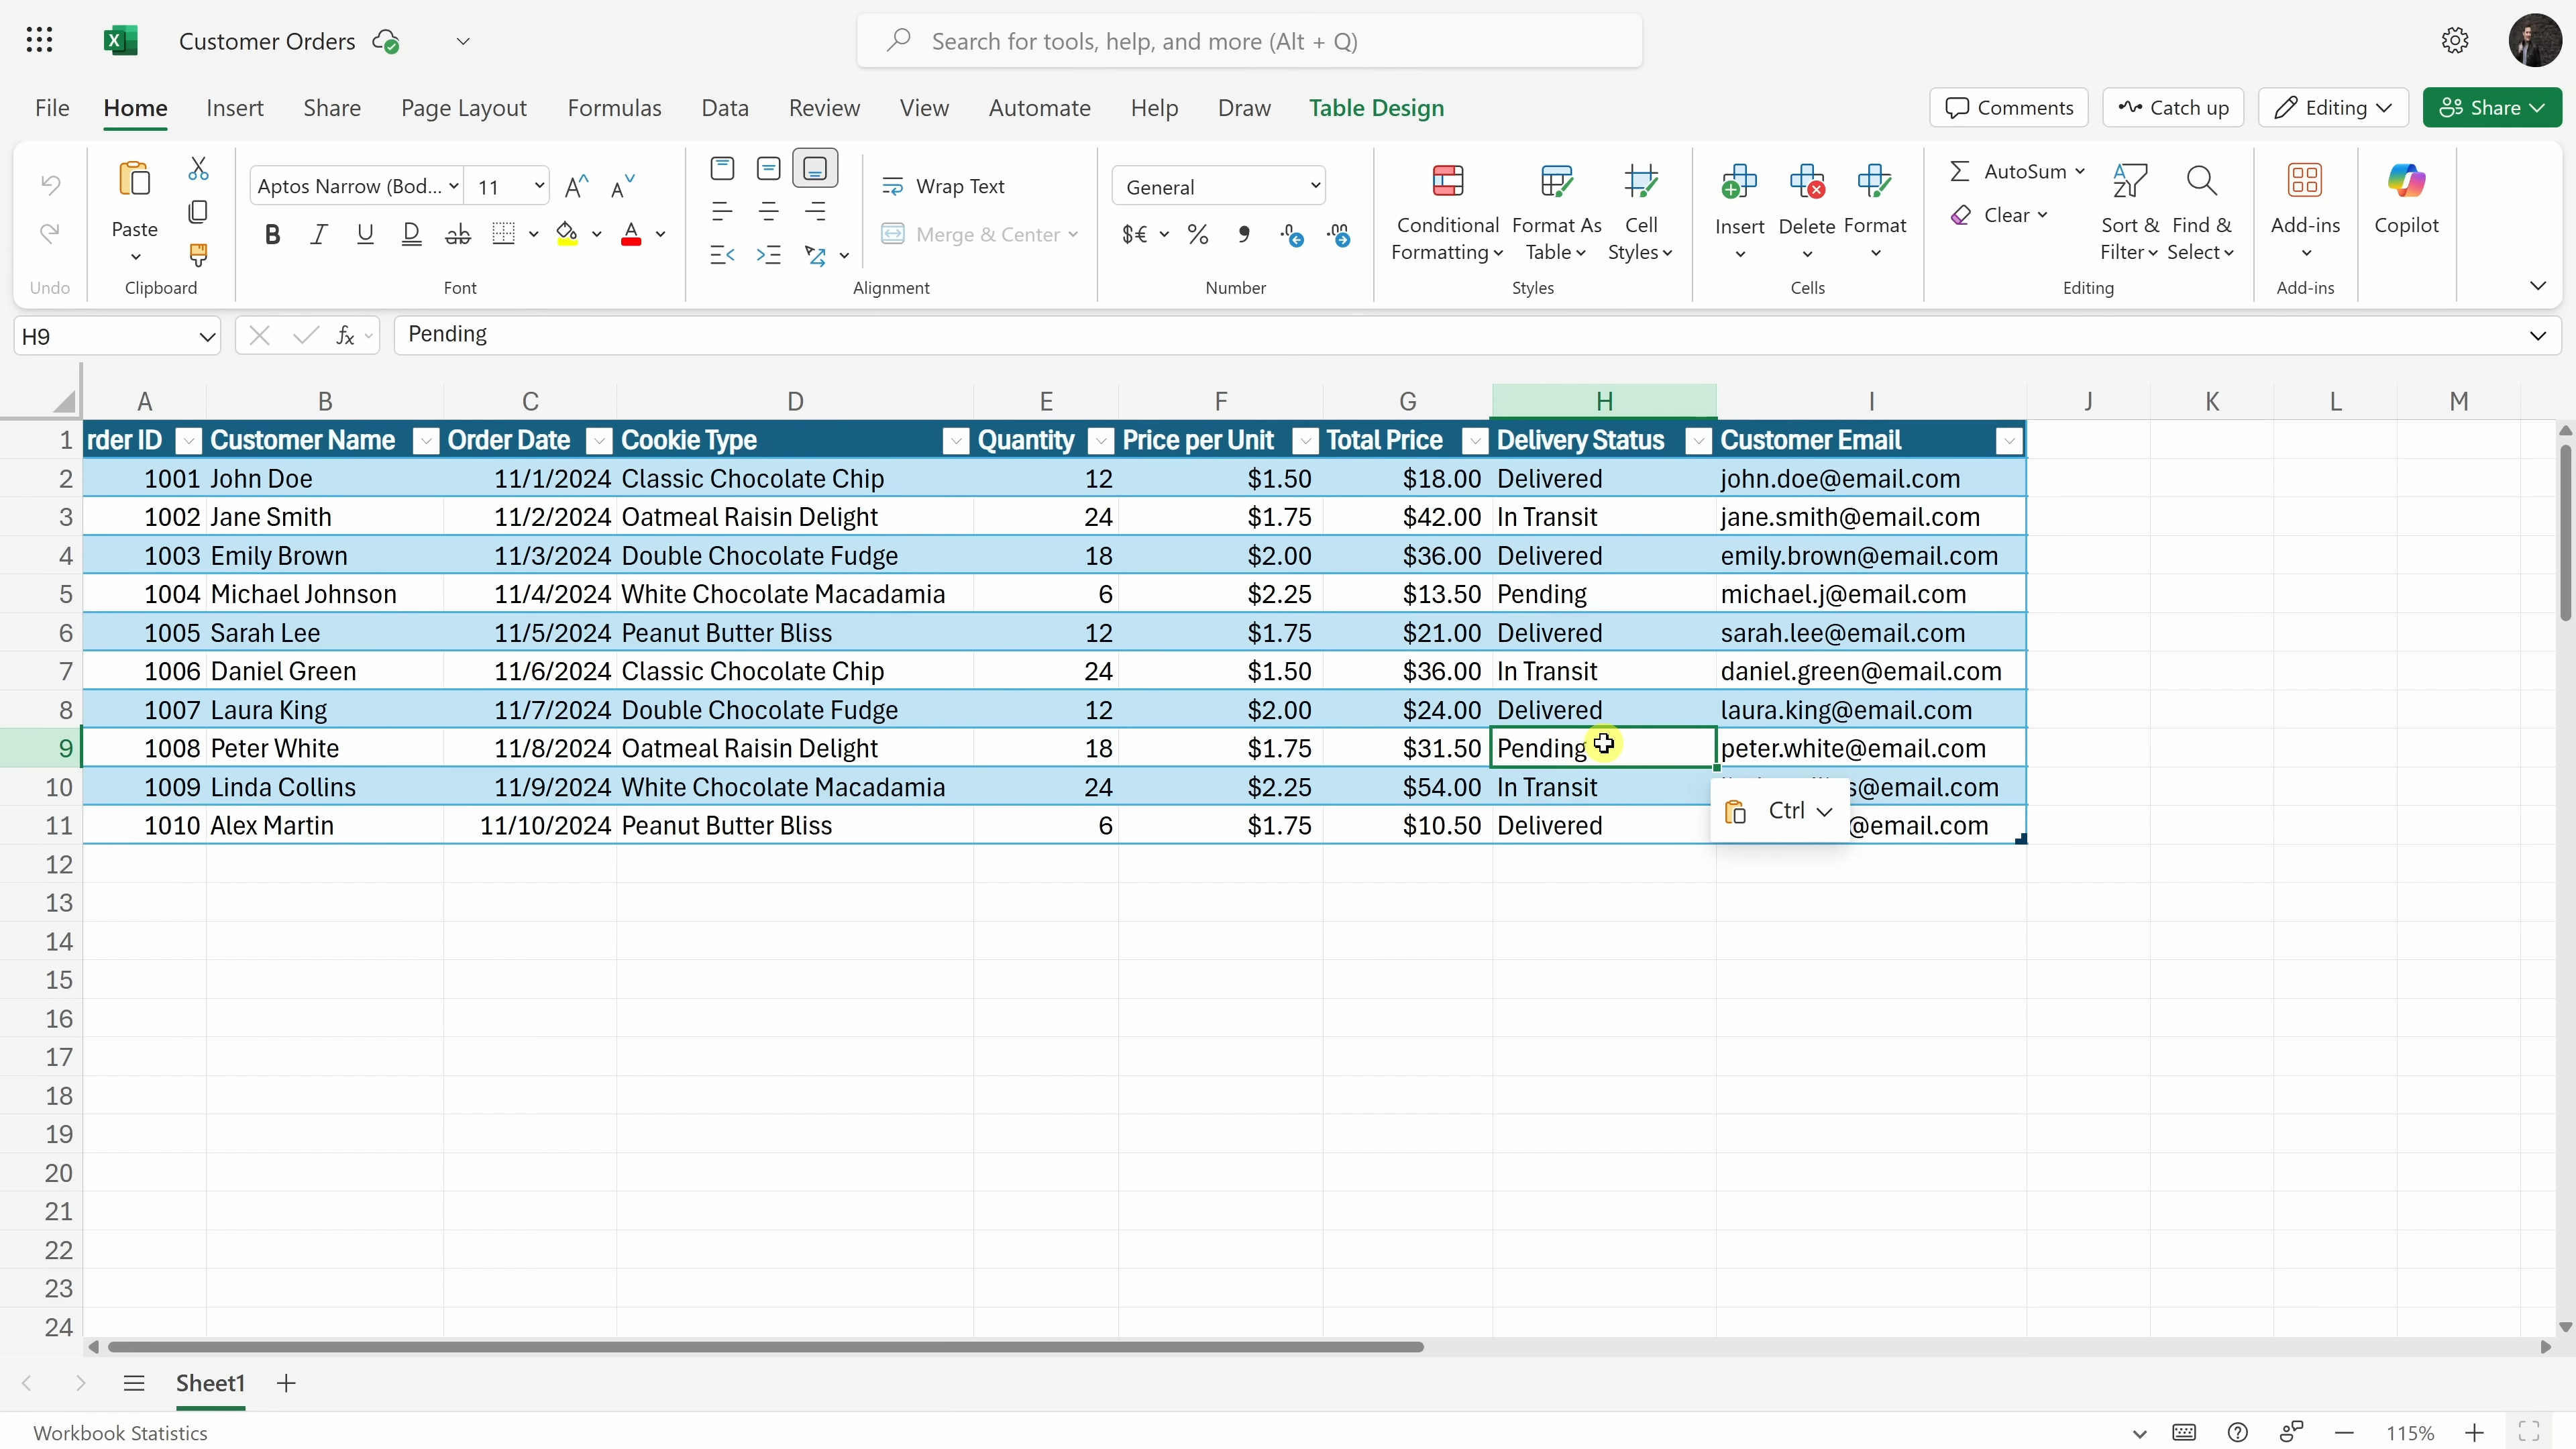 Customer Orders
Search for tools, help, and more (Alt + Q)
File Home Insert Share Page Layout Formulas Data Review View Automate Help Draw Table Design
Comments Catch up Editing Share
Paste
Aptos Narrow (Bod... 11
Wrap Text
Merge & Center
General
Conditional Formatting
Format As Table
Cell Styles
Insert Delete Format
AutoSum
Clear
Sort & Filter
Find & Select
Add-ins
Copilot
Undo Clipboard Font Alignment Number Styles Cells Editing Add-ins
H9 fx Pending
A B C D E F G H I J K L M
1 rder ID Customer Name Order Date Cookie Type Quantity Price per Unit Total Price Delivery Status Customer Email
2 1001 John Doe 11/1/2024 Classic Chocolate Chip 12 $1.50 $18.00 Delivered john.doe@email.com
3 1002 Jane Smith 11/2/2024 Oatmeal Raisin Delight 24 $1.75 $42.00 In Transit jane.smith@email.com
4 1003 Emily Brown 11/3/2024 Double Chocolate Fudge 18 $2.00 $36.00 Delivered emily.brown@email.com
5 1004 Michael Johnson 11/4/2024 White Chocolate Macadamia 6 $2.25 $13.50 Pending michael.j@email.com
6 1005 Sarah Lee 11/5/2024 Peanut Butter Bliss 12 $1.75 $21.00 Delivered sarah.lee@email.com
7 1006 Daniel Green 11/6/2024 Classic Chocolate Chip 24 $1.50 $36.00 In Transit daniel.green@email.com
8 1007 Laura King 11/7/2024 Double Chocolate Fudge 12 $2.00 $24.00 Delivered laura.king@email.com
9 1008 Peter White 11/8/2024 Oatmeal Raisin Delight 18 $1.75 $31.50 Pending peter.white@email.com
10 1009 Linda Collins 11/9/2024 White Chocolate Macadamia 24 $2.25 $54.00 In Transit s@email.com
11 1010 Alex Martin 11/10/2024 Peanut Butter Bliss 6 $1.75 $10.50 Delivered @email.com
Ctrl
12
13
14
15
16
17
18
19
20
21
22
23
24
Sheet1
Workbook Statistics 115%